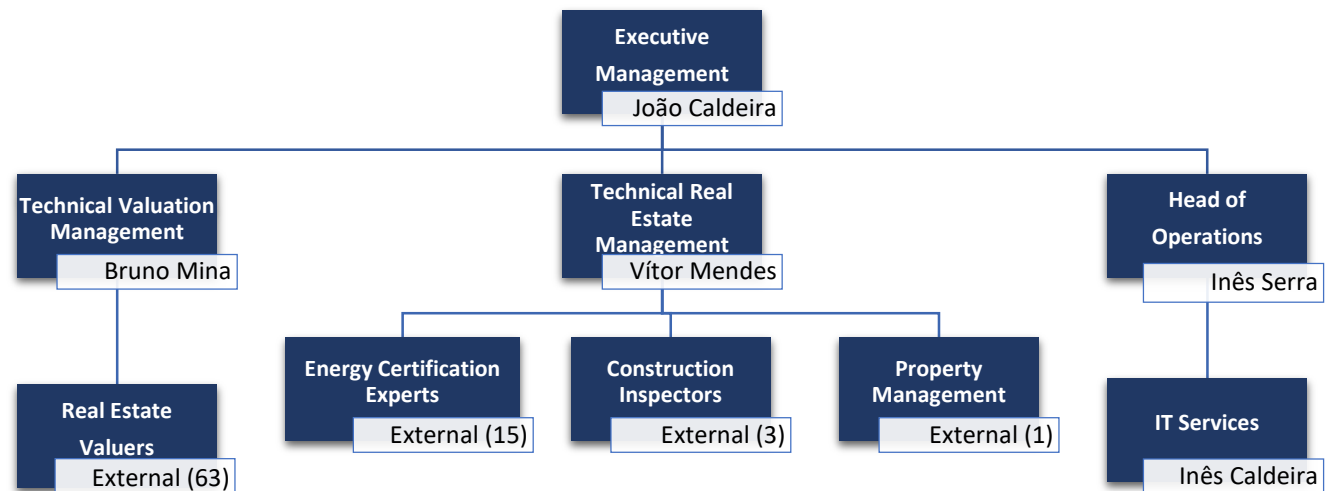 Executive
Management
João Caldeira
Technical Valuation
Management
Bruno Mina
Technical Real
Estate
Management
Vítor Mendes
Head of
Operations
Inês Serra
Real Estate
Valuers
External (63)
Energy Certification
Experts
External (15)
Construction
Inspectors
External (3)
Property
Management
External (1)
IT Services
Inês Caldeira